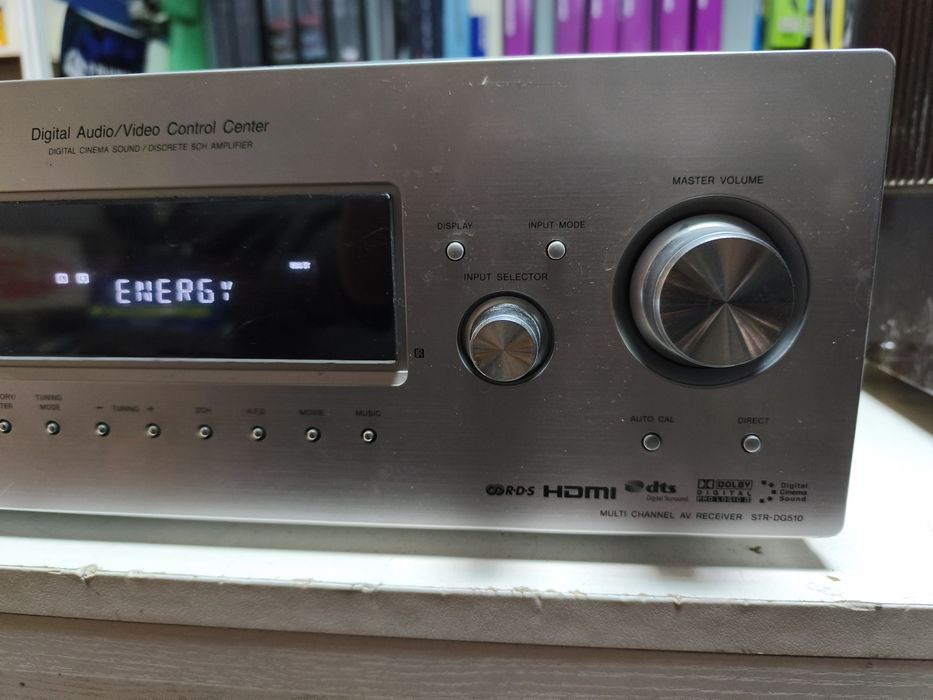 Digital Audio/Video Control Center
DIGITAL CINEMA SOUND / DISCRETE 5CH AMPLIFIER
MASTER VOLUME
DISPLAY
INPUT MODE
INPUT SELECTOR
ENERGY
IR
TUNING
MODE
− TUNING +
2CH
A.F.D.
MOVIE
MUSIC
AUTO CAL
DIRECT
R·D·S
HDMI
dts
Digital Surround
DOLBY
DIGITAL
PRO LOGIC II
Digital
Cinema
Sound
MULTI CHANNEL AV RECEIVER STR-DG510